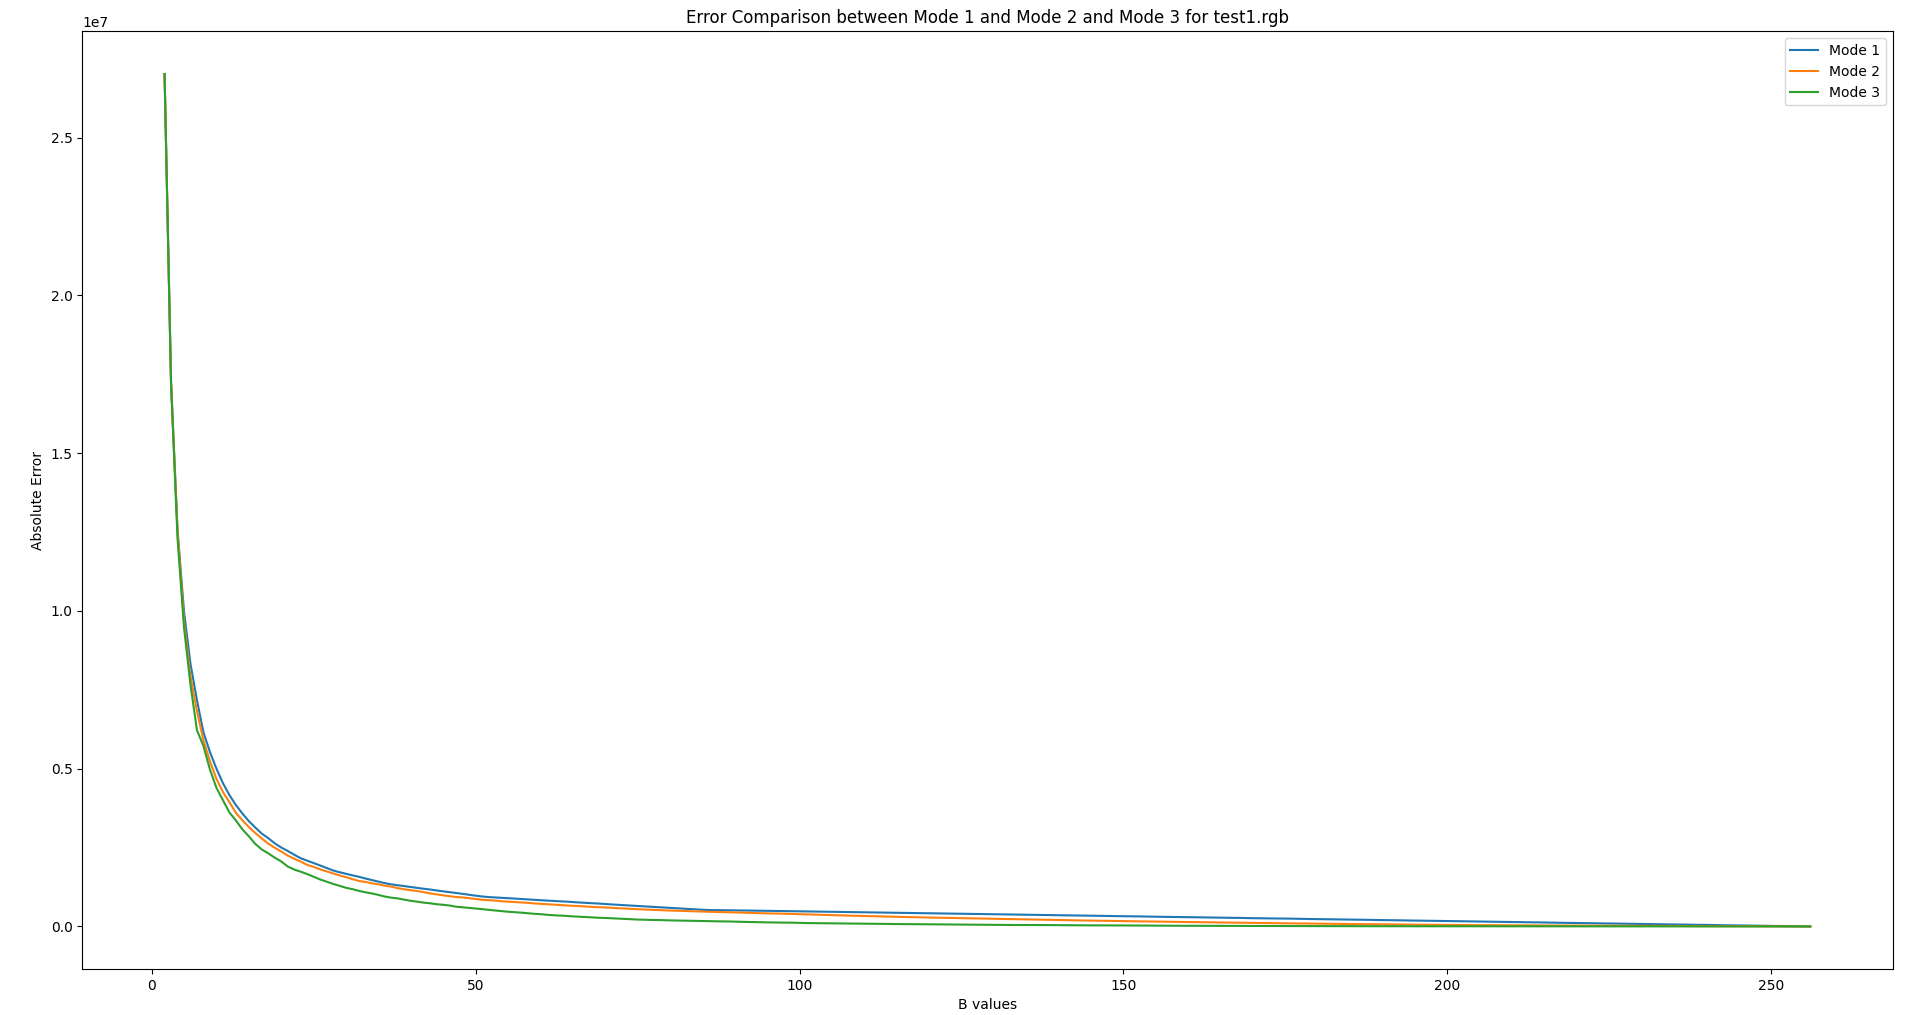 Error Comparison between Mode 1 and Mode 2 and Mode 3 for test1.rgb
1e7
Mode 1
Mode 2
Mode 3
2.5
2.0
1.5
1.0
0.5
0.0
Absolute Error
0 50 100 150 200 250
B values